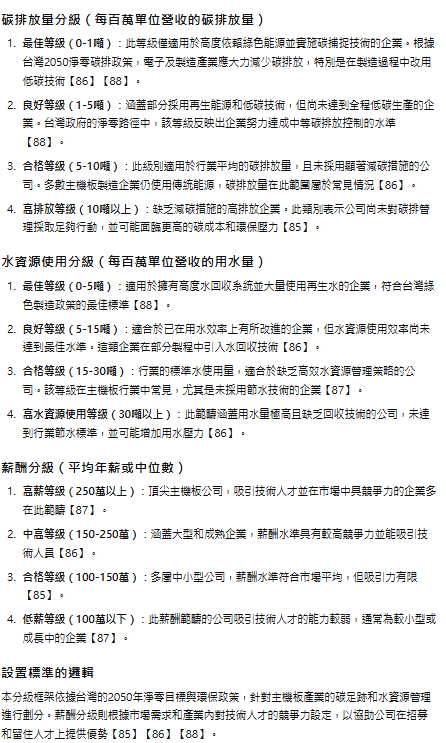 碳排放量分級（每百萬單位營收的碳排放量）
1. 最佳等級（0-1噸）：此等級僅適用於高度依賴綠色能源並實施碳捕捉技術的企業。根據
台灣2050淨零碳排政策，電子及製造產業應大力減少碳排放，特別是在製造過程中改用
低碳技術【86】【88】。
2. 良好等級（1-5噸）：涵蓋部分採用再生能源和低碳技術，但尚未達到全程低碳生產的企
業。台灣政府的淨零路徑中，該等級反映出企業努力達成中等碳排放控制的水準
【88】。
3. 合格等級（5-10噸）：此級別適用於行業平均的碳排放量，且未採用顯著減碳措施的公
司。多數主機板製造企業仍使用傳統能源，碳排放量在此範圍屬於常見情況【86】。
4. 高排放等級（10噸以上）：缺乏減碳措施的高排放企業。此類別表示公司尚未對碳排管
理採取足夠行動，並可能面臨更高的碳成本和環保壓力【85】。
水資源使用分級（每百萬單位營收的用水量）
1. 最佳等級（0-5噸）：適用於擁有高度水回收系統並大量使用再生水的企業，符合台灣綠
色製造政策的最佳標準【88】。
2. 良好等級（5-15噸）：適合於已在用水效率上有所改進的企業，但水資源使用效率尚未
達到最佳水準。這類企業在部分製程中引入水回收技術【86】。
3. 合格等級（15-30噸）：行業的標準水使用量，適合於缺乏高效水資源管理策略的公
司。該等級在主機板行業中常見，尤其是未採用節水技術的企業【87】。
4. 高水資源使用等級（30噸以上）：此範疇涵蓋用水量極高且缺乏回收技術的公司，未達
到行業節水標準，並可能增加用水壓力【86】。
薪酬分級（平均年薪或中位數）
1. 高薪等級（250萬以上）：頂尖主機板公司，吸引技術人才並在市場中具競爭力的企業多
在此範疇【87】。
2. 中高等級（150-250萬）：涵蓋大型和成熟企業，薪酬水準具有較高競爭力並能吸引技
術人員【86】。
3. 合格等級（100-150萬）：多屬中小型公司，薪酬水準符合市場平均，但吸引力有限
【85】。
4. 低薪等級（100萬以下）：此薪酬範疇的公司吸引技術人才的能力較弱，通常為較小型或
成長中的企業【87】。
設置標準的邏輯
本分級框架依據台灣的2050年淨零目標與環保政策，針對主機板產業的碳足跡和水資源管理
進行劃分。薪酬分級則根據市場需求和產業內對技術人才的競爭力設定，以協助公司在招募
和留住人才上提供優勢【85】【86】【88】。